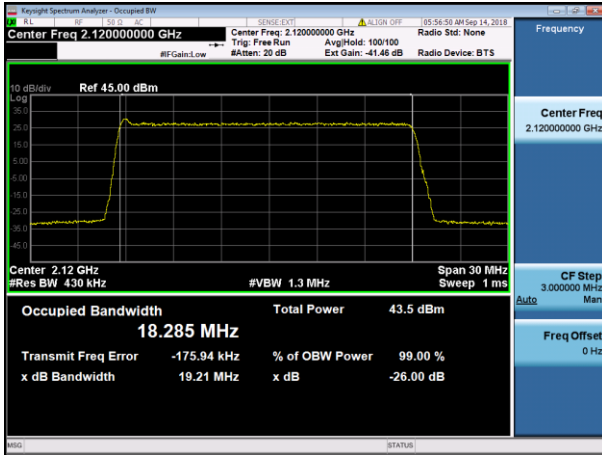 Keysight Spectrum Analyzer - Occupied BW
RL RF 50 Ω AC SENSE:EXT ALIGN OFF 05:56:50 AM Sep 14, 2018
Center Freq 2.120000000 GHz
Center Freq: 2.120000000 GHz
Radio Std: None
Trig: Free Run Avg|Hold: 100/100
#IFGain:Low #Atten: 20 dB Ext Gain: -41.46 dB Radio Device: BTS
Frequency
10 dB/div Ref 45.00 dBm
Log
35.0
25.0
15.0
5.00
-5.00
-15.0
-25.0
-35.0
-45.0
Center 2.12 GHz Span 30 MHz
#Res BW 430 kHz #VBW 1.3 MHz Sweep 1 ms
Occupied Bandwidth Total Power 43.5 dBm
18.285 MHz
Transmit Freq Error -175.94 kHz % of OBW Power 99.00 %
x dB Bandwidth 19.21 MHz x dB -26.00 dB
Center Freq
2.120000000 GHz
CF Step
3.000000 MHz
Auto Man
Freq Offset
0 Hz
MSG STATUS